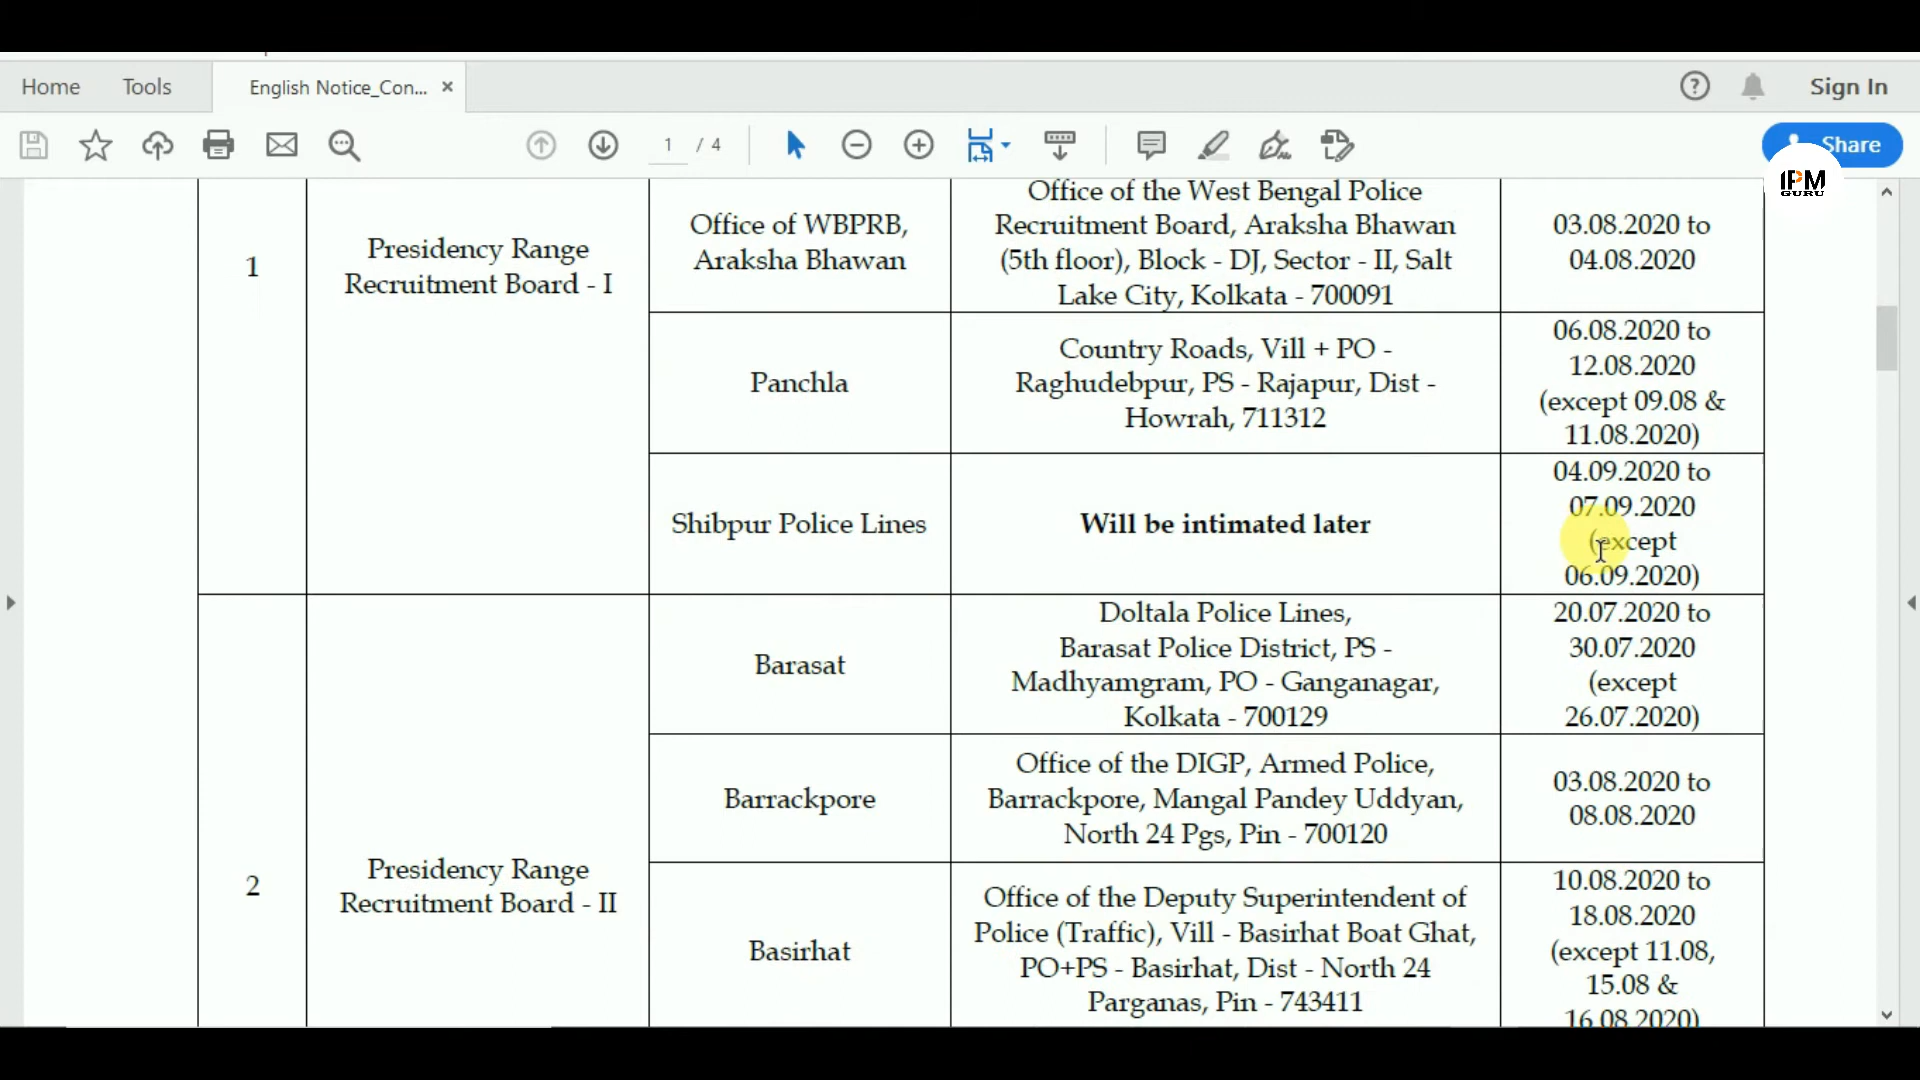 Home
Tools
English Notice_Con...
Sign In
1 / 4
Share
IPM
GURU
1
Presidency Range
Recruitment Board - I
Office of WBPRB,
Araksha Bhawan
Office of the West Bengal Police
Recruitment Board, Araksha Bhawan
(5th floor), Block - DJ, Sector - II, Salt
Lake City, Kolkata - 700091
03.08.2020 to
04.08.2020
Panchla
Country Roads, Vill + PO -
Raghudebpur, PS - Rajapur, Dist -
Howrah, 711312
06.08.2020 to
12.08.2020
(except 09.08 &
11.08.2020)
Shibpur Police Lines
Will be intimated later
04.09.2020 to
07.09.2020
(except
06.09.2020)
2
Presidency Range
Recruitment Board - II
Barasat
Doltala Police Lines,
Barasat Police District, PS -
Madhyamgram, PO - Ganganagar,
Kolkata - 700129
20.07.2020 to
30.07.2020
(except
26.07.2020)
Barrackpore
Office of the DIGP, Armed Police,
Barrackpore, Mangal Pandey Uddyan,
North 24 Pgs, Pin - 700120
03.08.2020 to
08.08.2020
Basirhat
Office of the Deputy Superintendent of
Police (Traffic), Vill - Basirhat Boat Ghat,
PO+PS - Basirhat, Dist - North 24
Parganas, Pin - 743411
10.08.2020 to
18.08.2020
(except 11.08,
15.08 &
16.08.2020)